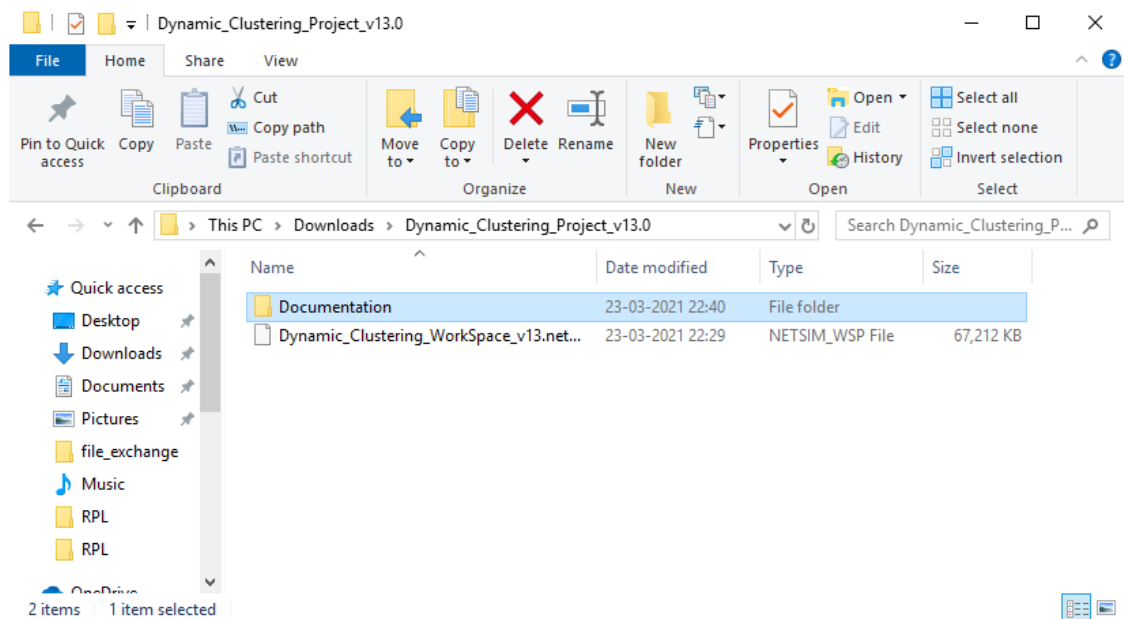 Dynamic_Clustering_Project_v13.0
File Home Share View
Pin to Quick access
Copy
Paste
Cut
Copy path
Paste shortcut
Clipboard
Move to
Copy to
Delete
Rename
Organize
New folder
New
Properties
Open
Edit
History
Open
Select all
Select none
Invert selection
Select
This PC > Downloads > Dynamic_Clustering_Project_v13.0
Search Dynamic_Clustering_P...
Name Date modified Type Size
Documentation 23-03-2021 22:40 File folder
Dynamic_Clustering_WorkSpace_v13.net... 23-03-2021 22:29 NETSIM_WSP File 67,212 KB
Quick access
Desktop
Downloads
Documents
Pictures
file_exchange
Music
RPL
RPL
OneDrive
2 items 1 item selected